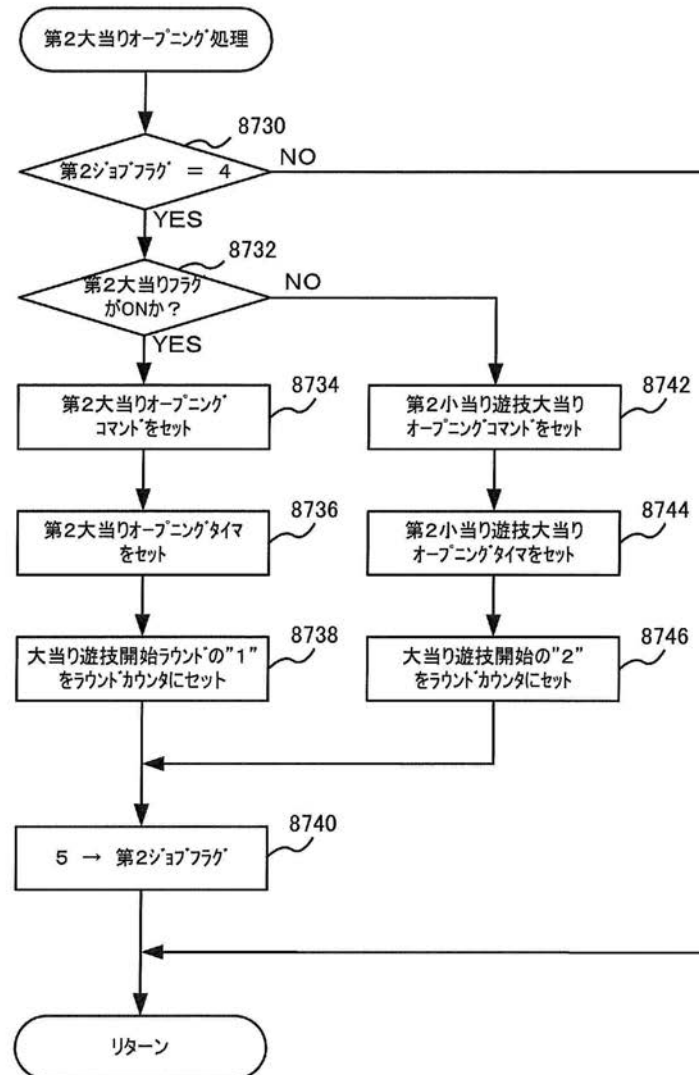 第2大当りオープニング処理
8730
第2ジョブフラグ = 4
NO
YES
8732
第2大当りフラグ
がONか？
NO
YES
8734
第2大当りオープニング
コマンドをセット
8742
第2小当り遊技大当り
オープニングコマンドをセット
8736
第2大当りオープニングタイマ
をセット
8744
第2小当り遊技大当り
オープニングタイマをセット
8738
大当り遊技開始ラウンドの"1"
をラウンドカウンタにセット
8746
大当り遊技開始の"2"
をラウンドカウンタにセット
8740
5 → 第2ジョブフラグ
リターン